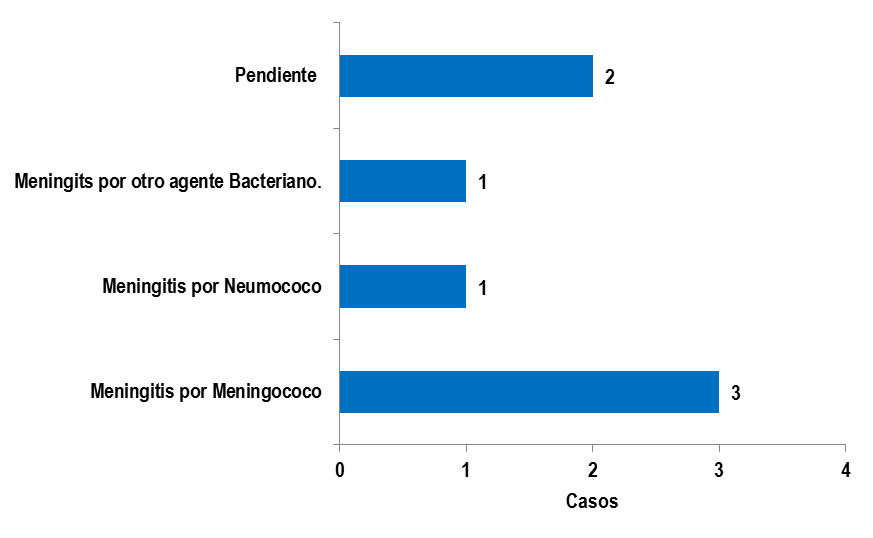 Pendiente 2
Meningits por otro agente Bacteriano. 1
Meningitis por Neumococo 1
Meningitis por Meningococo 3
0 1 2 3 4
Casos